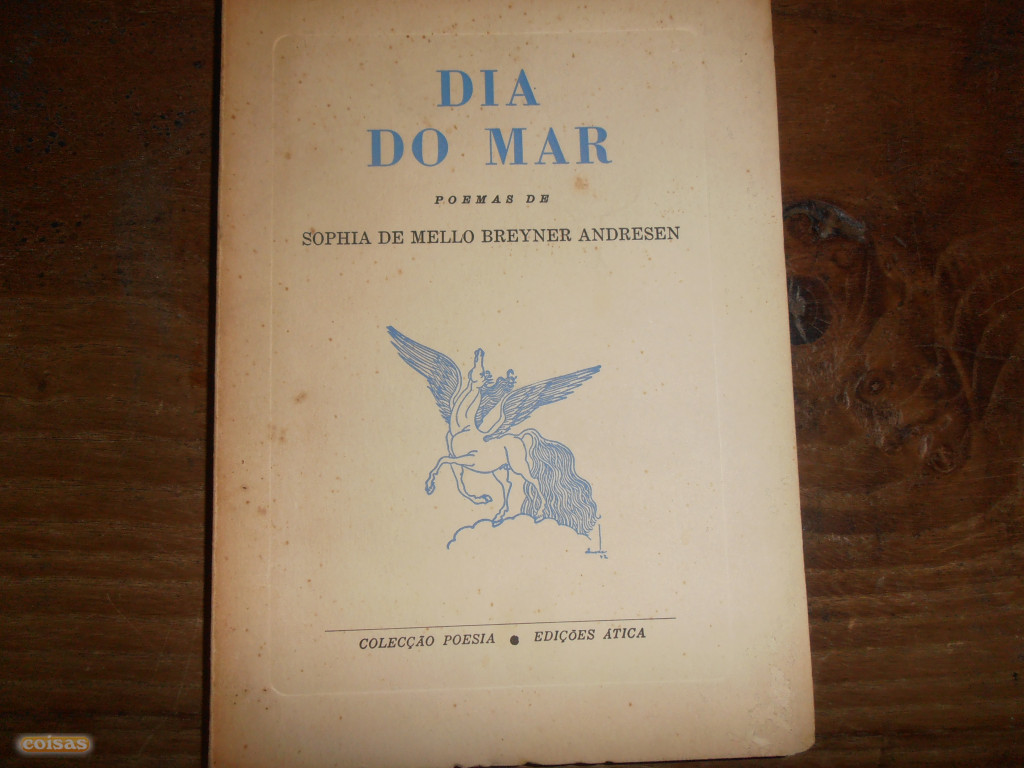 DIA
DO MAR
POEMAS DE
SOPHIA DE MELLO BREYNER ANDRESEN
COLECÇÃO POESIA • EDIÇÕES ÁTICA
coisas